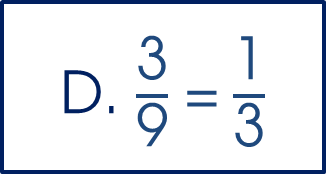 D. 3/9 = 1/3